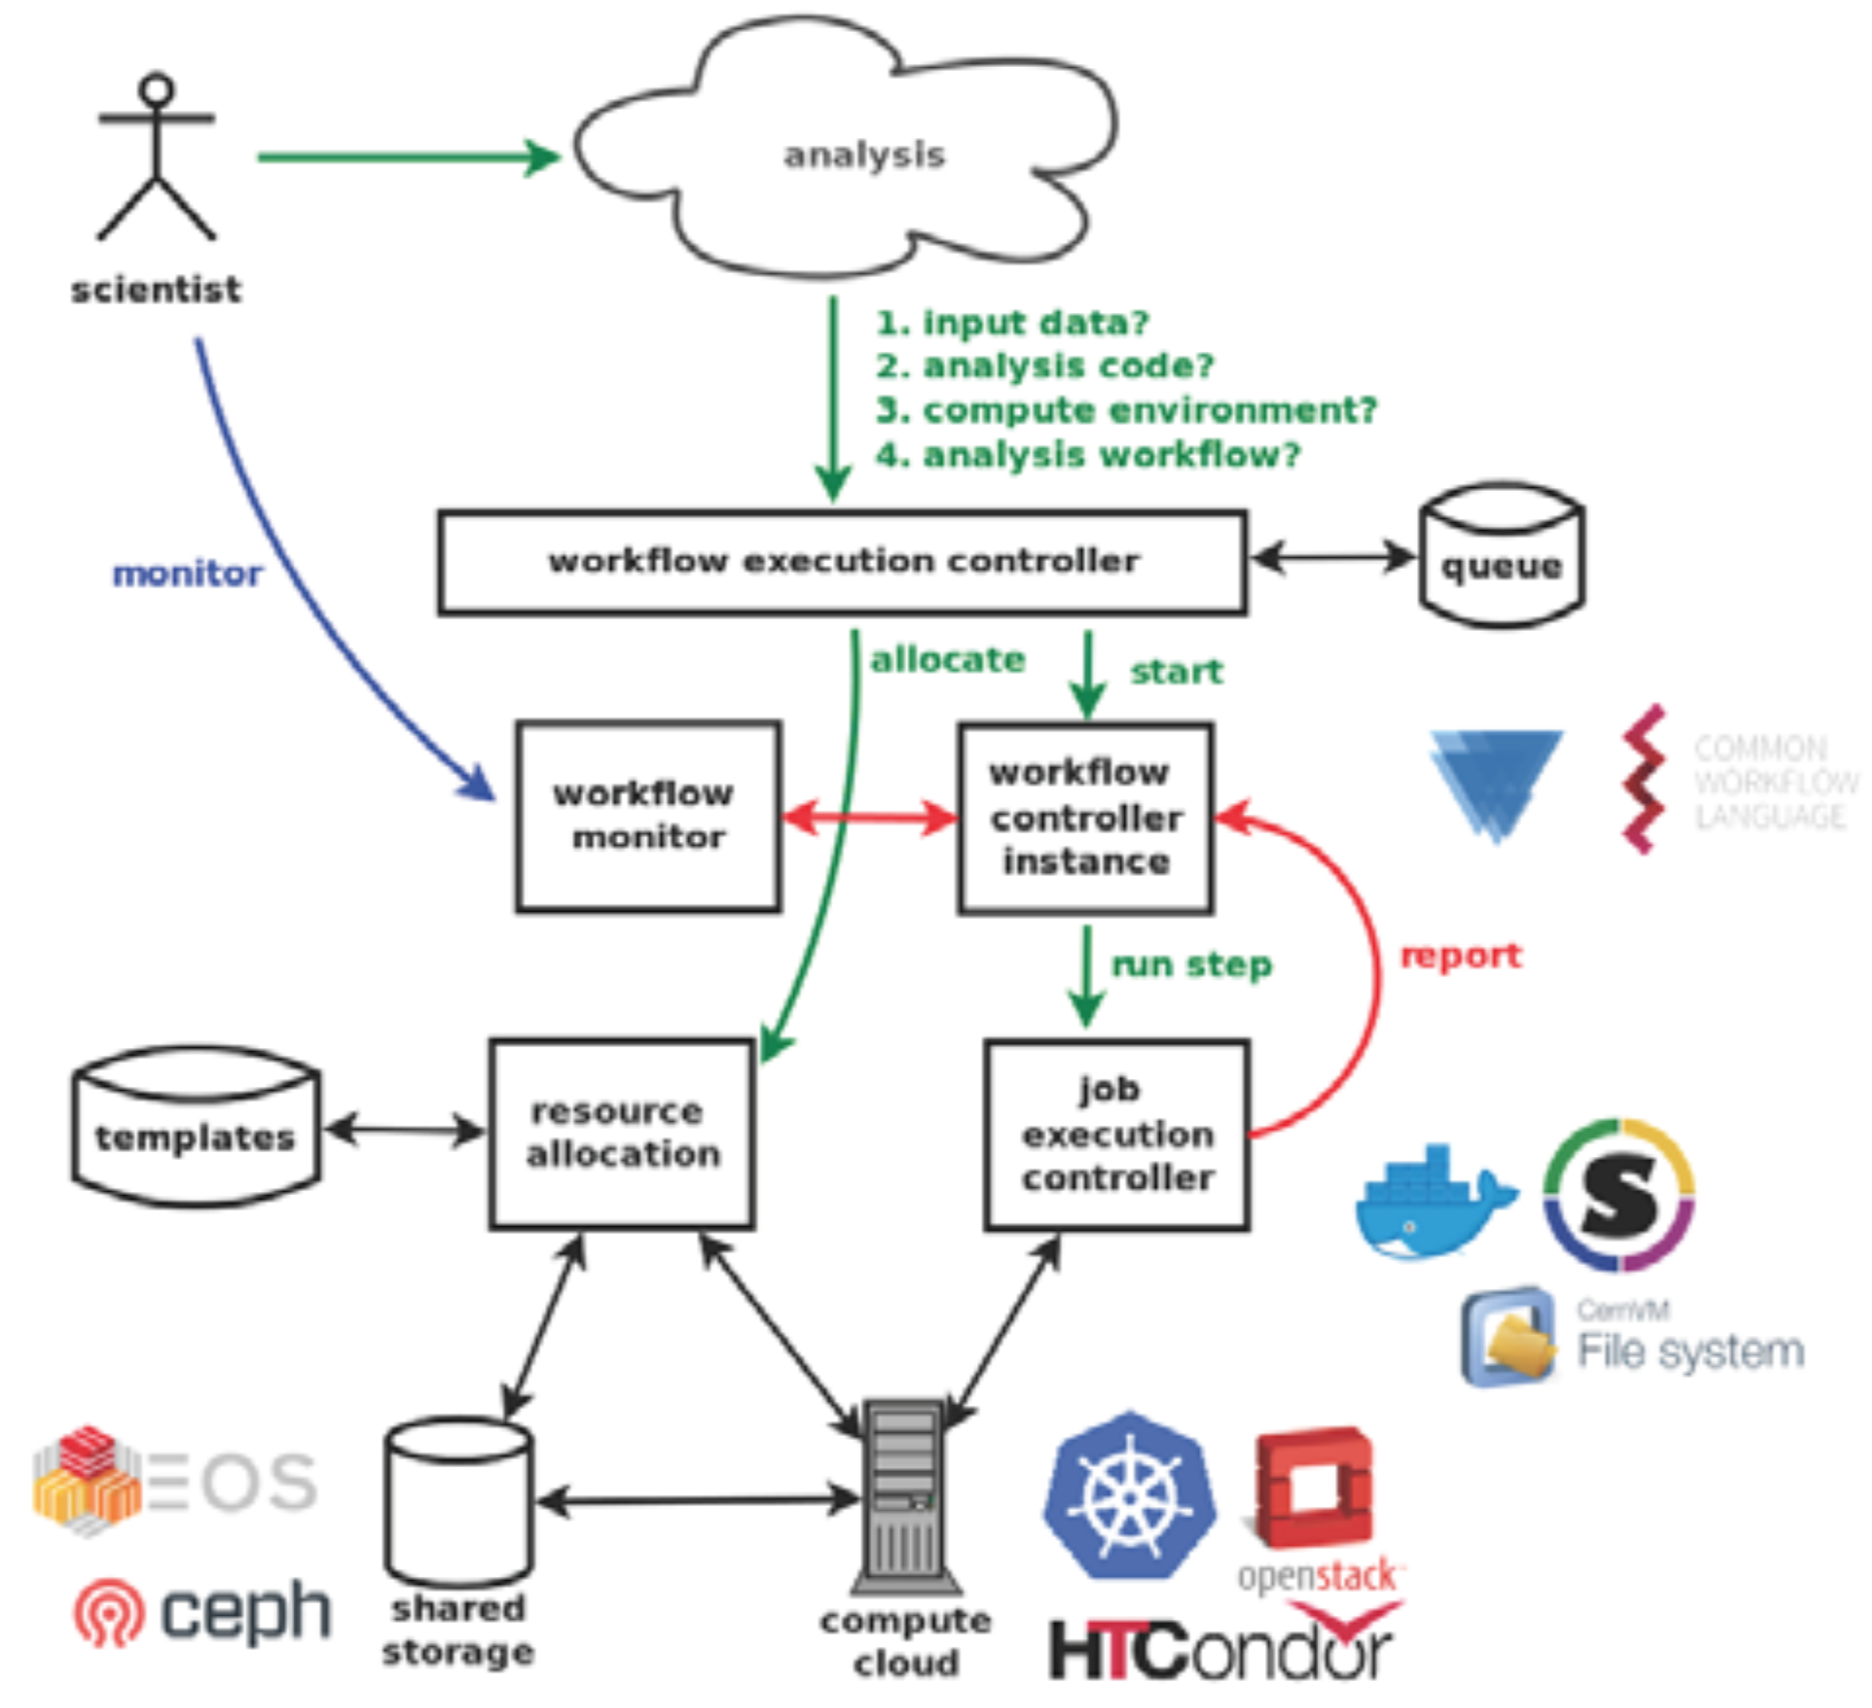 analysis
scientist
1. input data?
2. analysis code?
3. compute environment?
4. analysis workflow?
workflow execution controller
queue
monitor
allocate
start
workflow
monitor
workflow
controller
instance
COMMON
WORKFLOW
LANGUAGE
run step
report
templates
resource
allocation
job
execution
controller
S
CernVM
File system
EOS
ceph
shared
storage
compute
cloud
openstack
HTCondor